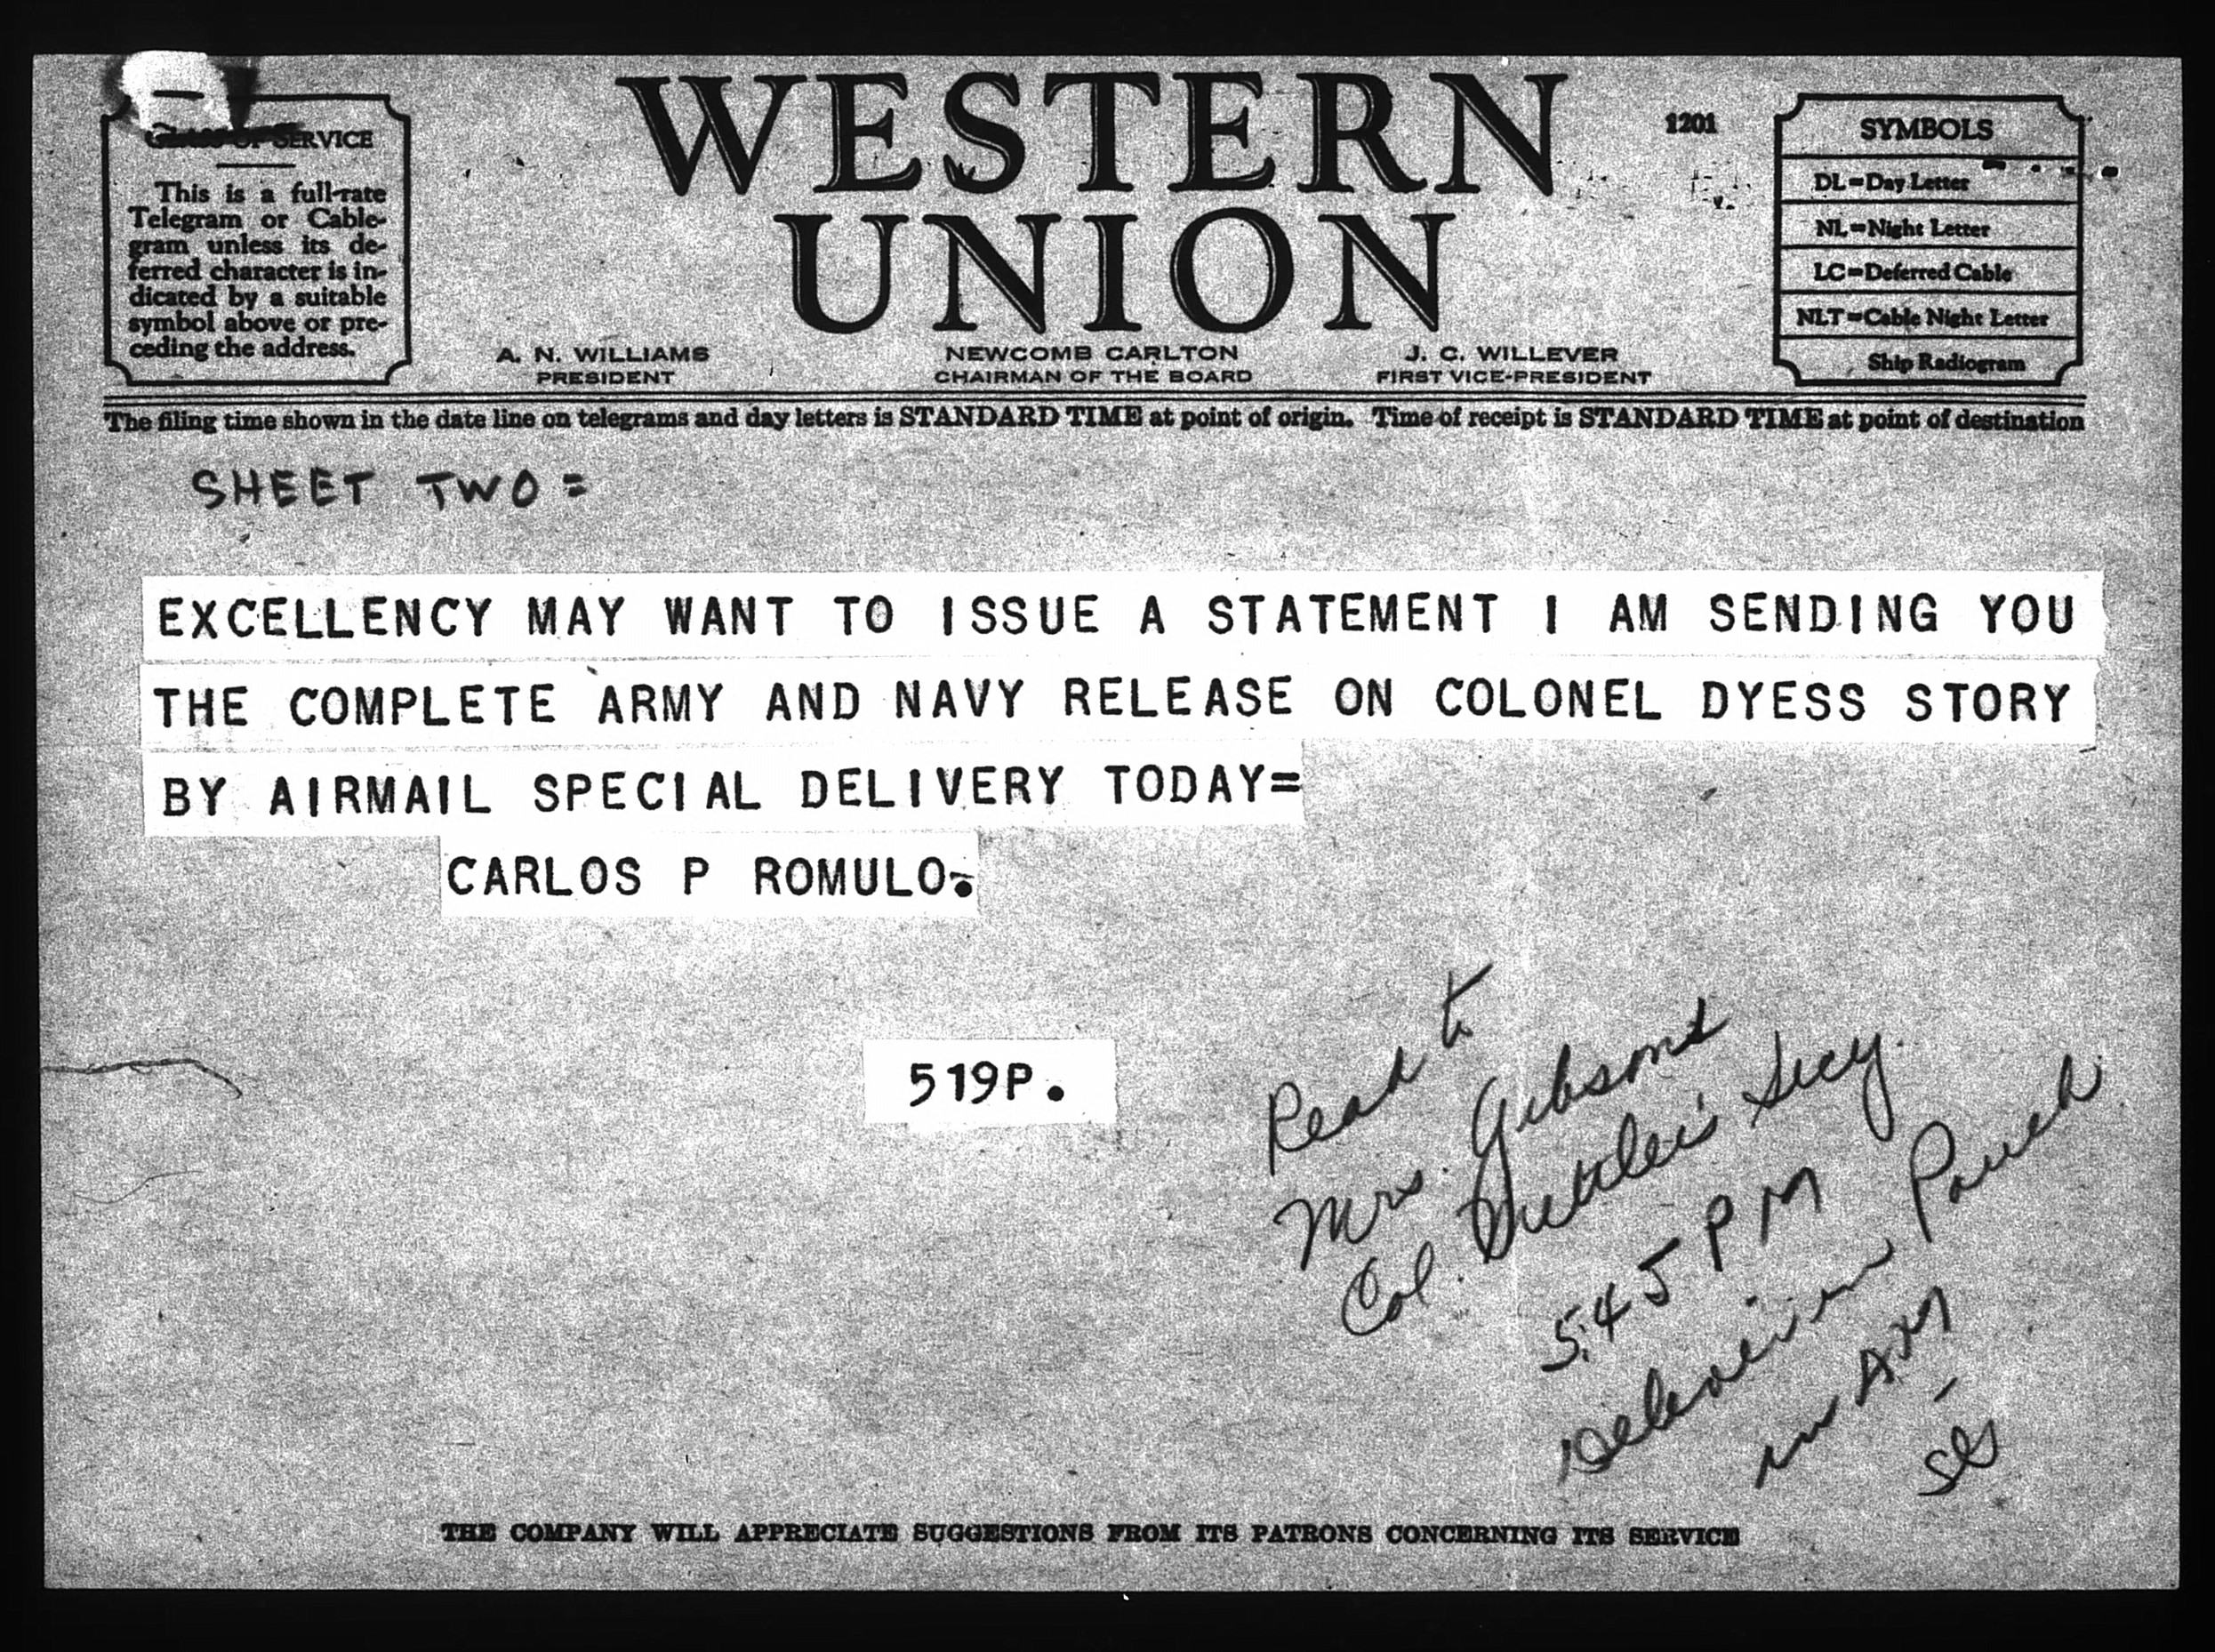 CLASS OF SERVICE
This is a full-rate
Telegram or Cable-
gram unless its de-
ferred character is in-
dicated by a suitable
symbol above or pre-
ceding the address.
WESTERN
UNION
1201
A. N. WILLIAMS
PRESIDENT
NEWCOMB CARLTON
CHAIRMAN OF THE BOARD
J. C. WILLEVER
FIRST VICE-PRESIDENT
SYMBOLS
DL=Day Letter
NL=Night Letter
LC=Deferred Cable
NLT=Cable Night Letter
Ship Radiogram
The filing time shown in the date line on telegrams and day letters is STANDARD TIME at point of origin. Time of receipt is STANDARD TIME at point of destination
SHEET TWO =
EXCELLENCY MAY WANT TO ISSUE A STATEMENT I AM SENDING YOU
THE COMPLETE ARMY AND NAVY RELEASE ON COLONEL DYESS STORY
BY AIRMAIL SPECIAL DELIVERY TODAY=
CARLOS P ROMULO.
519P.
Read to
Mrs. Gibson
Col. Secy.
5:45 PM
in AM
THE COMPANY WILL APPRECIATE SUGGESTIONS FROM ITS PATRONS CONCERNING ITS SERVICE